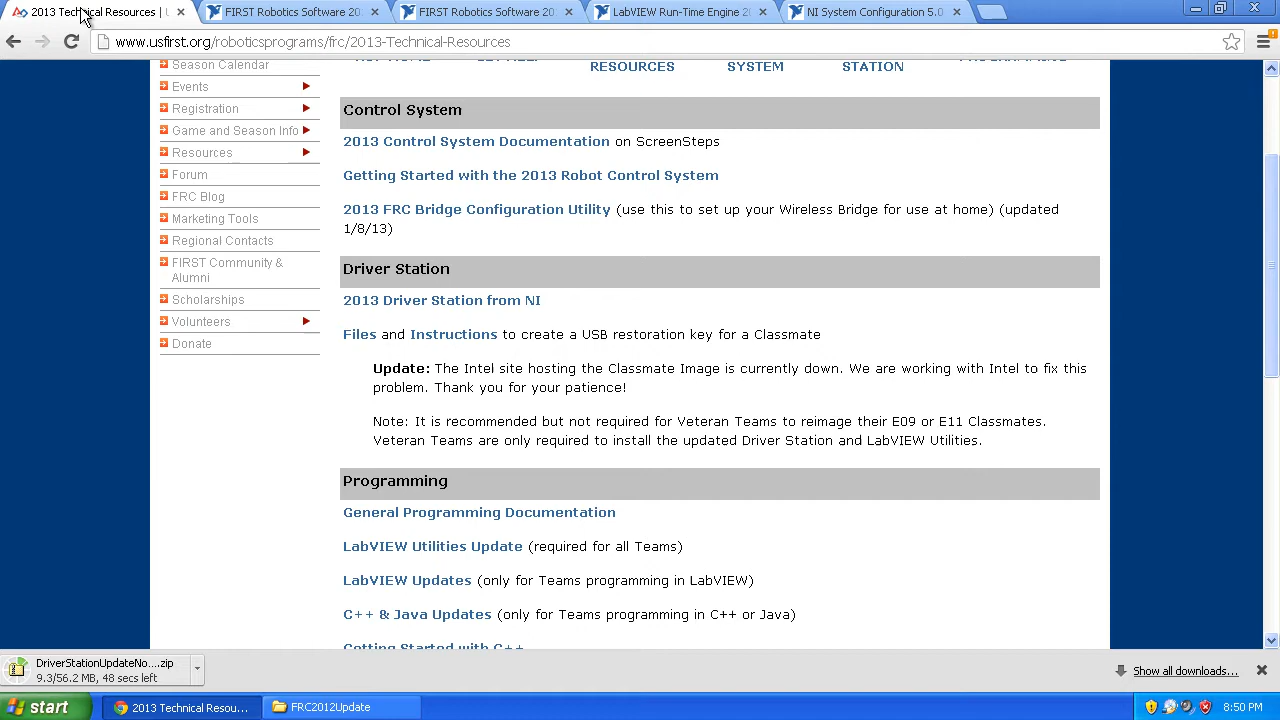 2013 Technical Resources | U
FIRST Robotics Software 20
FIRST Robotics Software 20
LabVIEW Run-Time Engine 20
NI System Configuration 5.0
www.usfirst.org/roboticsprograms/frc/2013-Technical-Resources
RESOURCES
SYSTEM
STATION
Season Calendar
Events
Registration
Game and Season Info
Resources
Forum
FRC Blog
Marketing Tools
Regional Contacts
FIRST Community &
Alumni
Scholarships
Volunteers
Donate
Control System
2013 Control System Documentation on ScreenSteps
Getting Started with the 2013 Robot Control System
2013 FRC Bridge Configuration Utility (use this to set up your Wireless Bridge for use at home) (updated
1/8/13)
Driver Station
2013 Driver Station from NI
Files and Instructions to create a USB restoration key for a Classmate
Update: The Intel site hosting the Classmate Image is currently down. We are working with Intel to fix this
problem. Thank you for your patience!
Note: It is recommended but not required for Veteran Teams to reimage their E09 or E11 Classmates.
Veteran Teams are only required to install the updated Driver Station and LabVIEW Utilities.
Programming
General Programming Documentation
LabVIEW Utilities Update (required for all Teams)
LabVIEW Updates (only for Teams programming in LabVIEW)
C++ & Java Updates (only for Teams programming in C++ or Java)
Getting Started with C++
DriverStationUpdateNo....zip
9.3/56.2 MB, 48 secs left
Show all downloads...
start
2013 Technical Resou...
FRC2012Update
8:50 PM